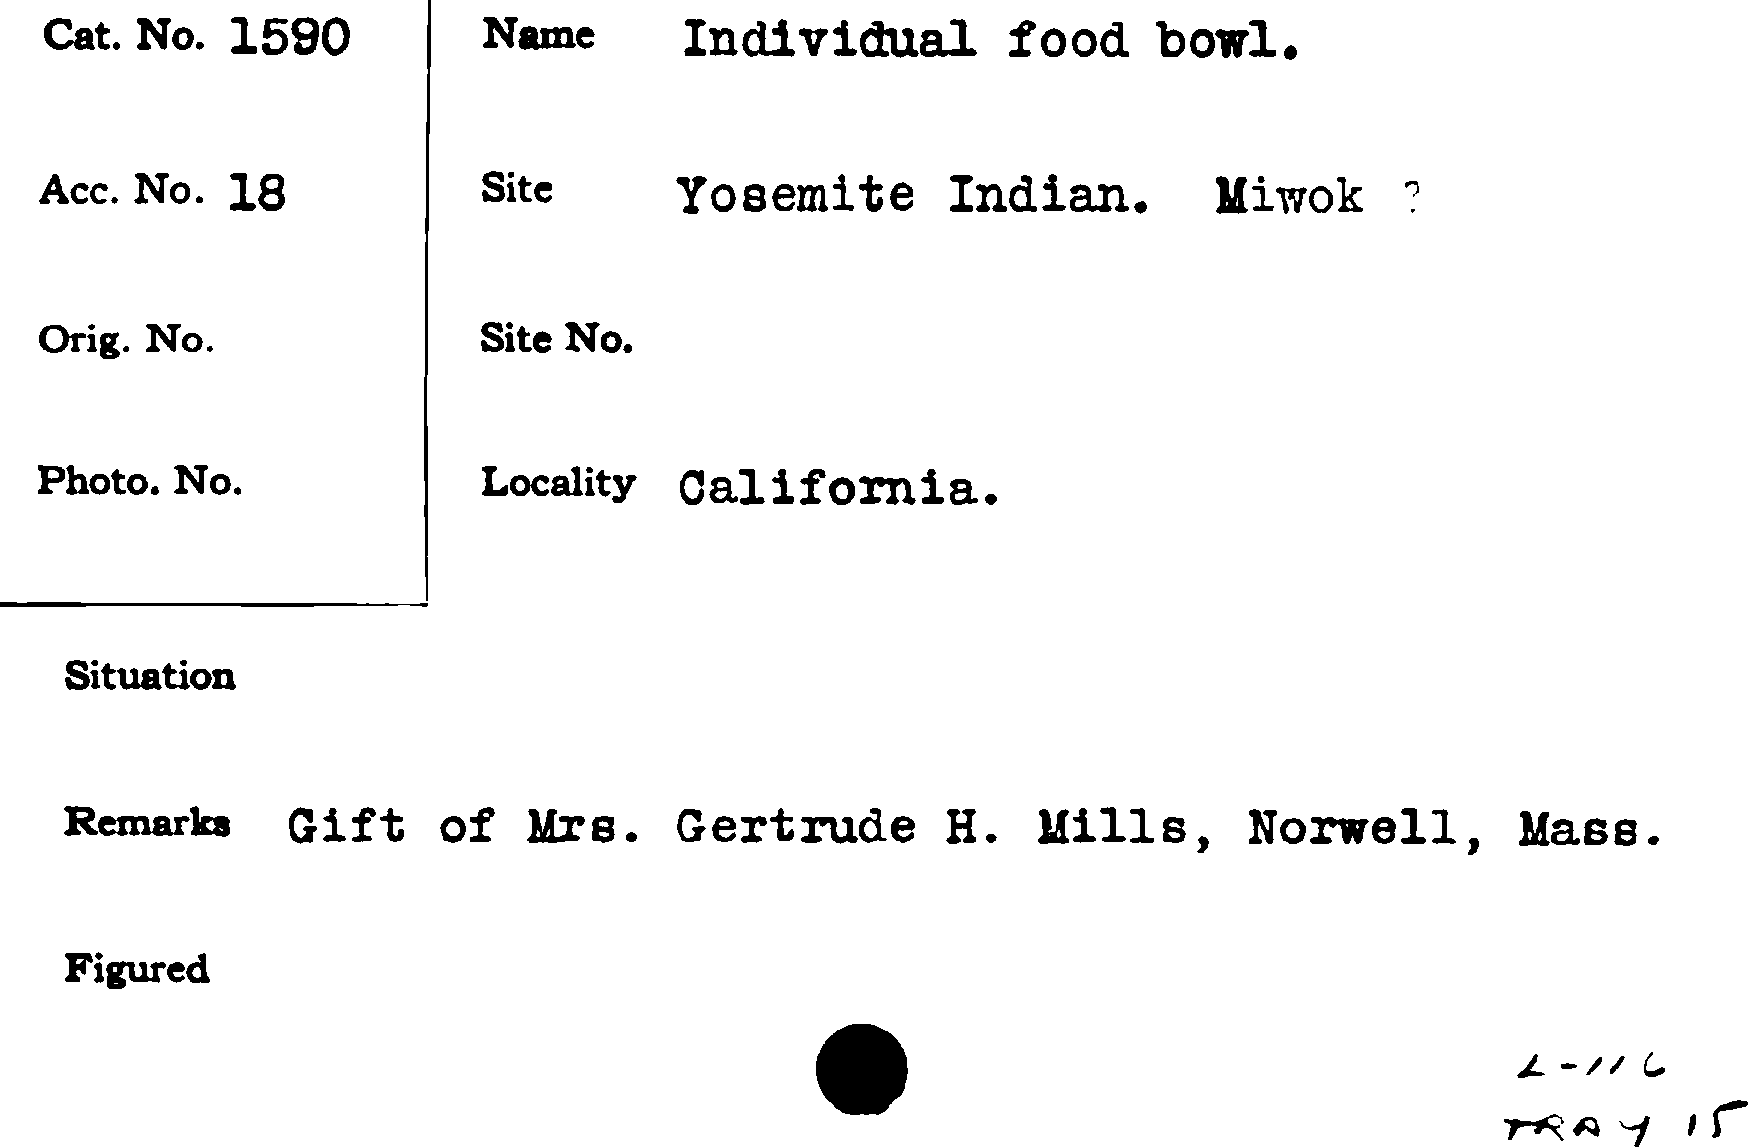 Cat. No. 1590 Name Individual food bowl.
Acc. No. 18 Site Yosemite Indian. Miwok ?
Orig. No. Site No.
Photo. No. Locality California.
Situation
Remarks Gift of Mrs. Gertrude H. Mills, Norwell, Mass.
Figured
L-116
TRAY 15